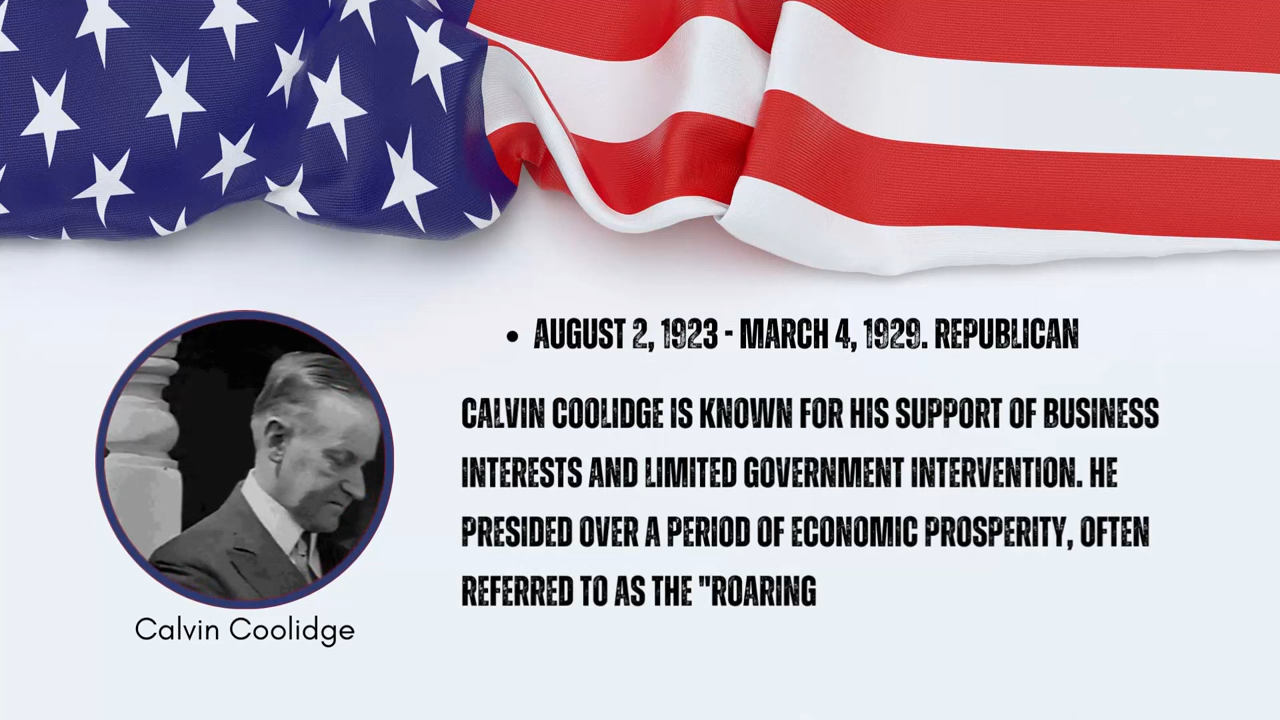 • AUGUST 2, 1923 - MARCH 4, 1929. REPUBLICAN
CALVIN COOLIDGE IS KNOWN FOR HIS SUPPORT OF BUSINESS
INTERESTS AND LIMITED GOVERNMENT INTERVENTION. HE
PRESIDED OVER A PERIOD OF ECONOMIC PROSPERITY, OFTEN
REFERRED TO AS THE "ROARING
Calvin Coolidge